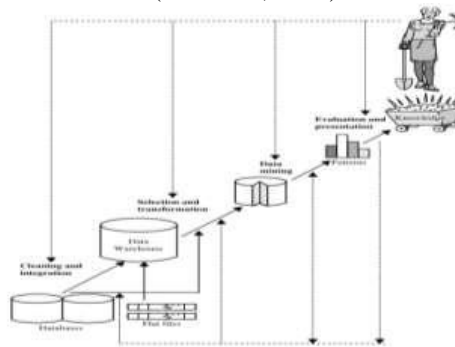 Evaluation and
presentation
Knowledge
Patterns
Data
mining
Selection and
transformation
Data
Warehouse
Cleaning and
integration
Databases
Flat files